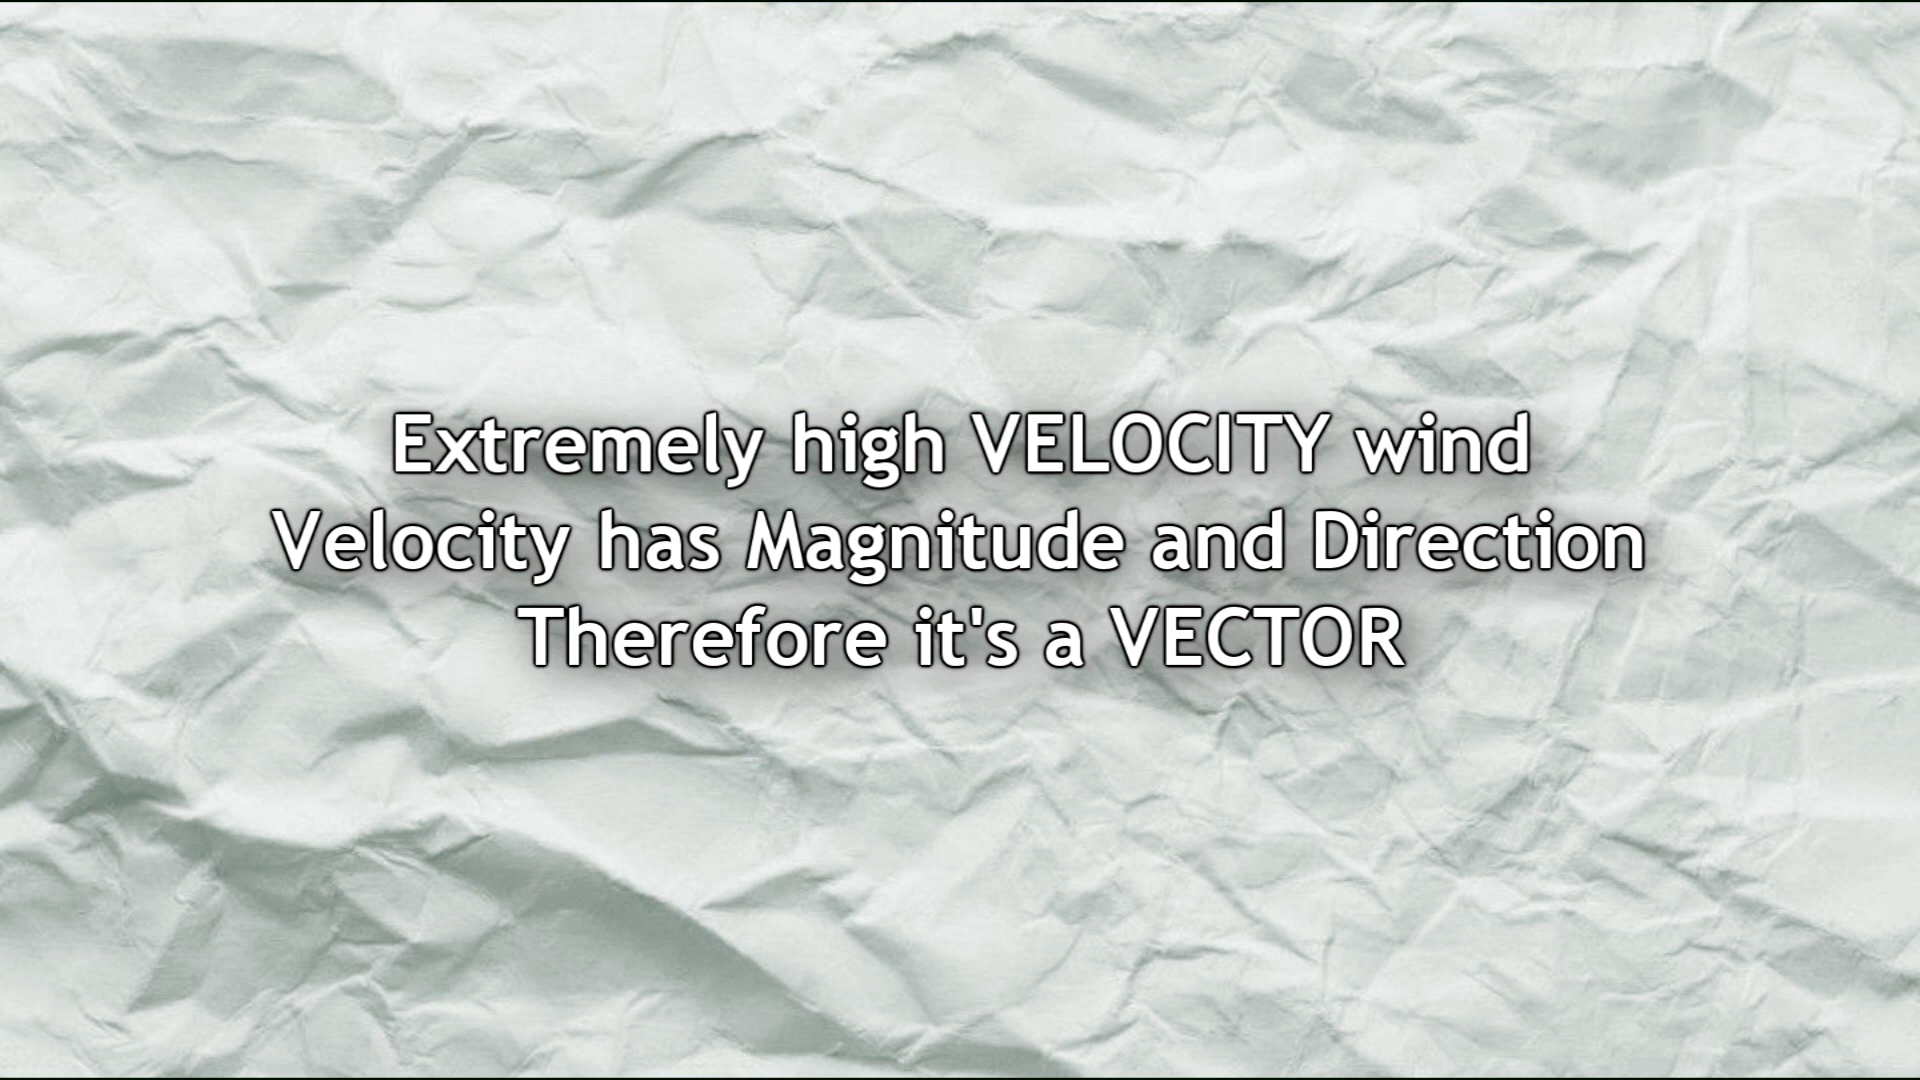 Extremely high VELOCITY wind
Velocity has Magnitude and Direction
Therefore it's a VECTOR